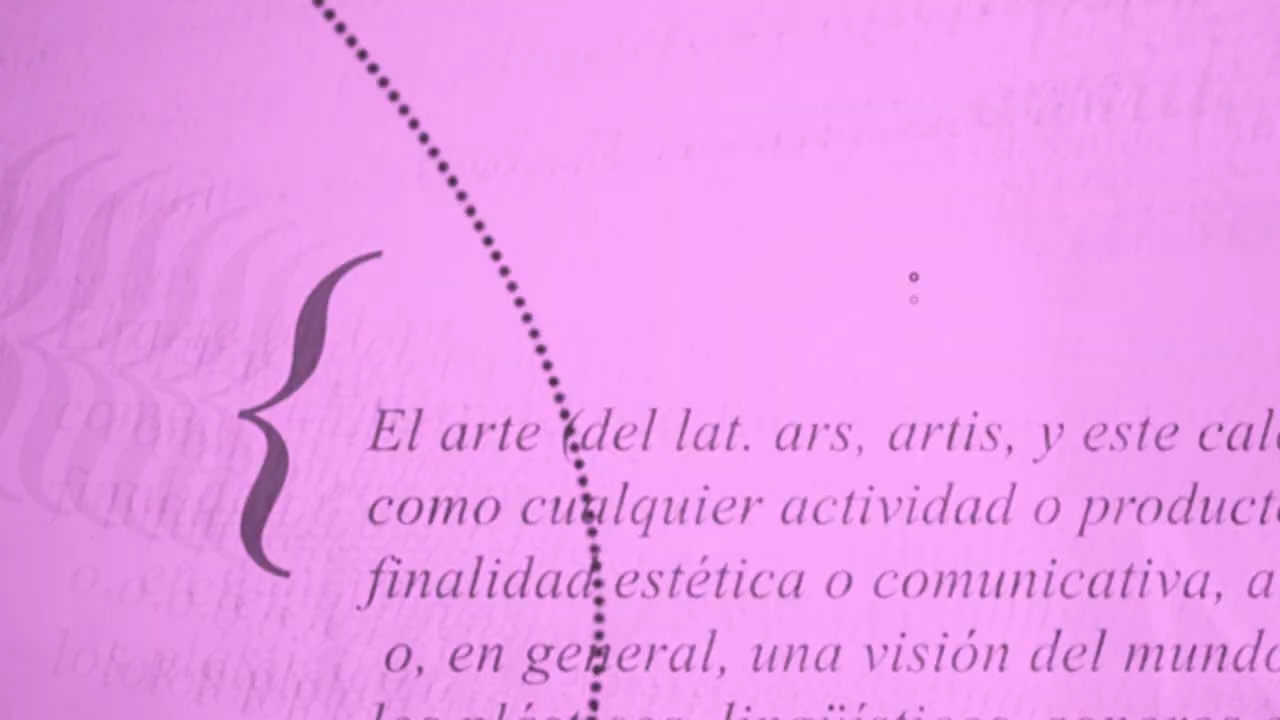 {
El arte (del lat. ars, artis, y este cal
como cualquier actividad o product
finalidad estética o comunicativa, a
o, en general, una visión del mundo